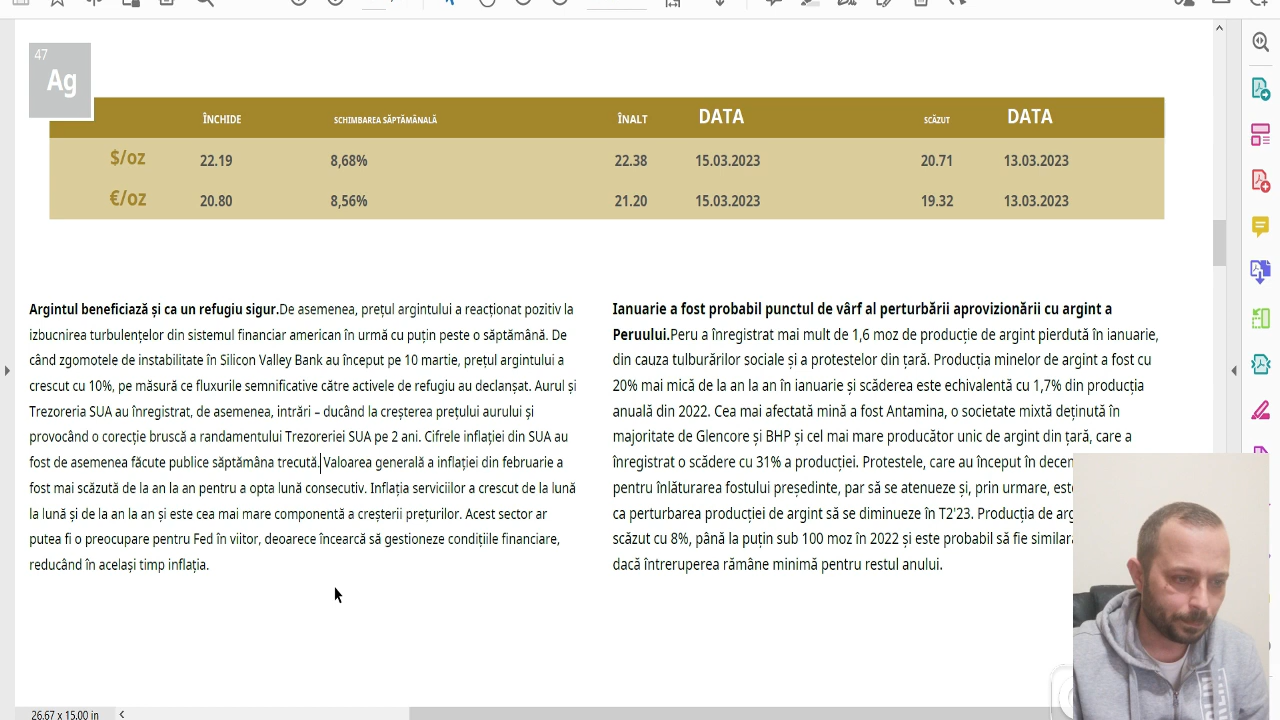 47
Ag
ÎNCHIDE SCHIMBAREA SĂPTĂMÂNALĂ ÎNALT DATA SCĂZUT DATA
$/oz 22.19 8,68% 22.38 15.03.2023 20.71 13.03.2023
€/oz 20.80 8,56% 21.20 15.03.2023 19.32 13.03.2023
Argintul beneficiază și ca un refugiu sigur.De asemenea, prețul argintului a reacționat pozitiv la
izbucnirea turbulențelor din sistemul financiar american în urmă cu puțin peste o săptămână. De
când zgomotele de instabilitate în Silicon Valley Bank au început pe 10 martie, prețul argintului a
crescut cu 10%, pe măsură ce fluxurile semnificative către activele de refugiu au declanșat. Aurul și
Trezoreria SUA au înregistrat, de asemenea, intrări – ducând la creșterea prețului aurului și
provocând o corecție bruscă a randamentului Trezoreriei SUA pe 2 ani. Cifrele inflației din SUA au
fost de asemenea făcute publice săptămâna trecută. Valoarea generală a inflației din februarie a
fost mai scăzută de la an la an pentru a opta lună consecutiv. Inflația serviciilor a crescut de la lună
la lună și de la an la an și este cea mai mare componentă a creșterii prețurilor. Acest sector ar
putea fi o preocupare pentru Fed în viitor, deoarece încearcă să gestioneze condițiile financiare,
reducând în același timp inflația.
Ianuarie a fost probabil punctul de vârf al perturbării aprovizionării cu argint a
Peruului.Peru a înregistrat mai mult de 1,6 moz de producție de argint pierdută în ianuarie,
din cauza tulburărilor sociale și a protestelor din țară. Producția minelor de argint a fost cu
20% mai mică de la an la an în ianuarie și scăderea este echivalentă cu 1,7% din producția
anuală din 2022. Cea mai afectată mină a fost Antamina, o societate mixtă deținută în
majoritate de Glencore și BHP și cel mai mare producător unic de argint din țară, care a
înregistrat o scădere cu 31% a producției. Protestele, care au început în
pentru înlăturarea fostului președinte, par să se atenueze și, prin urmare,
ca perturbarea producției de argint să se diminueze în T2'23. Producția de
scăzut cu 8%, până la puțin sub 100 moz în 2022 și este probabil să fie
dacă întreruperea rămâne minimă pentru restul anului.
26.67 x 15.00 in